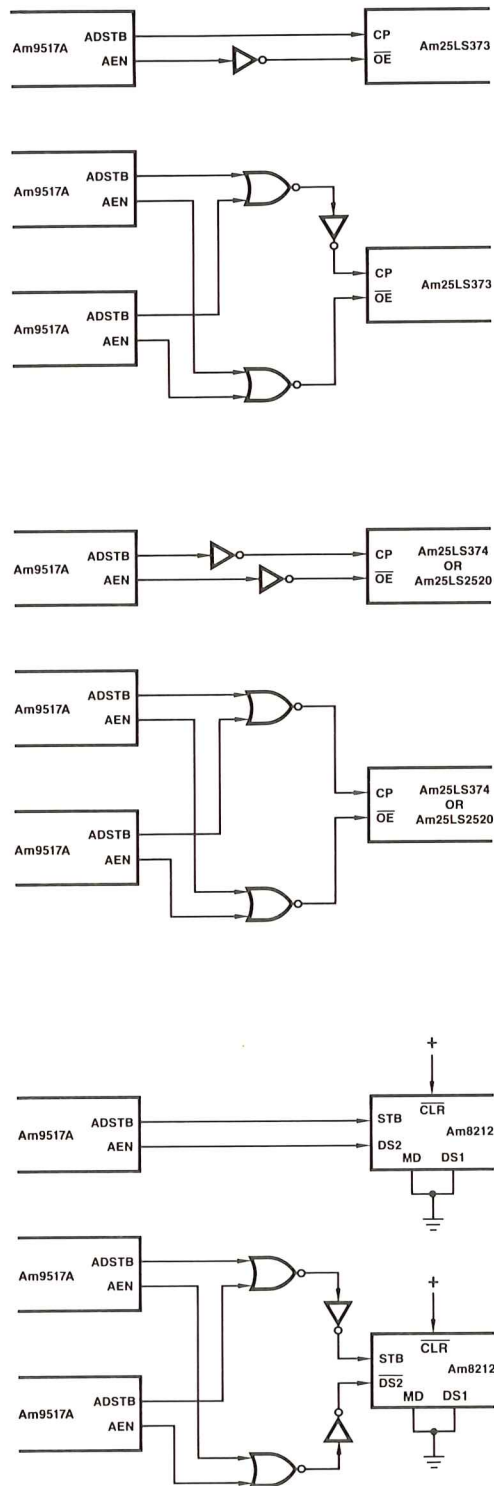 Am9517A
ADSTB
AEN
CP
OE
Am25LS373
Am9517A
ADSTB
AEN
Am9517A
ADSTB
AEN
CP
OE
Am25LS373
Am9517A
ADSTB
AEN
CP
OE
Am25LS374
OR
Am25LS2520
Am9517A
ADSTB
AEN
Am9517A
ADSTB
AEN
CP
OE
Am25LS374
OR
Am25LS2520
+
Am9517A
ADSTB
AEN
STB
DS2
CLR
Am8212
MD DS1
Am9517A
ADSTB
AEN
Am9517A
ADSTB
AEN
+
STB
DS2
CLR
Am8212
MD DS1